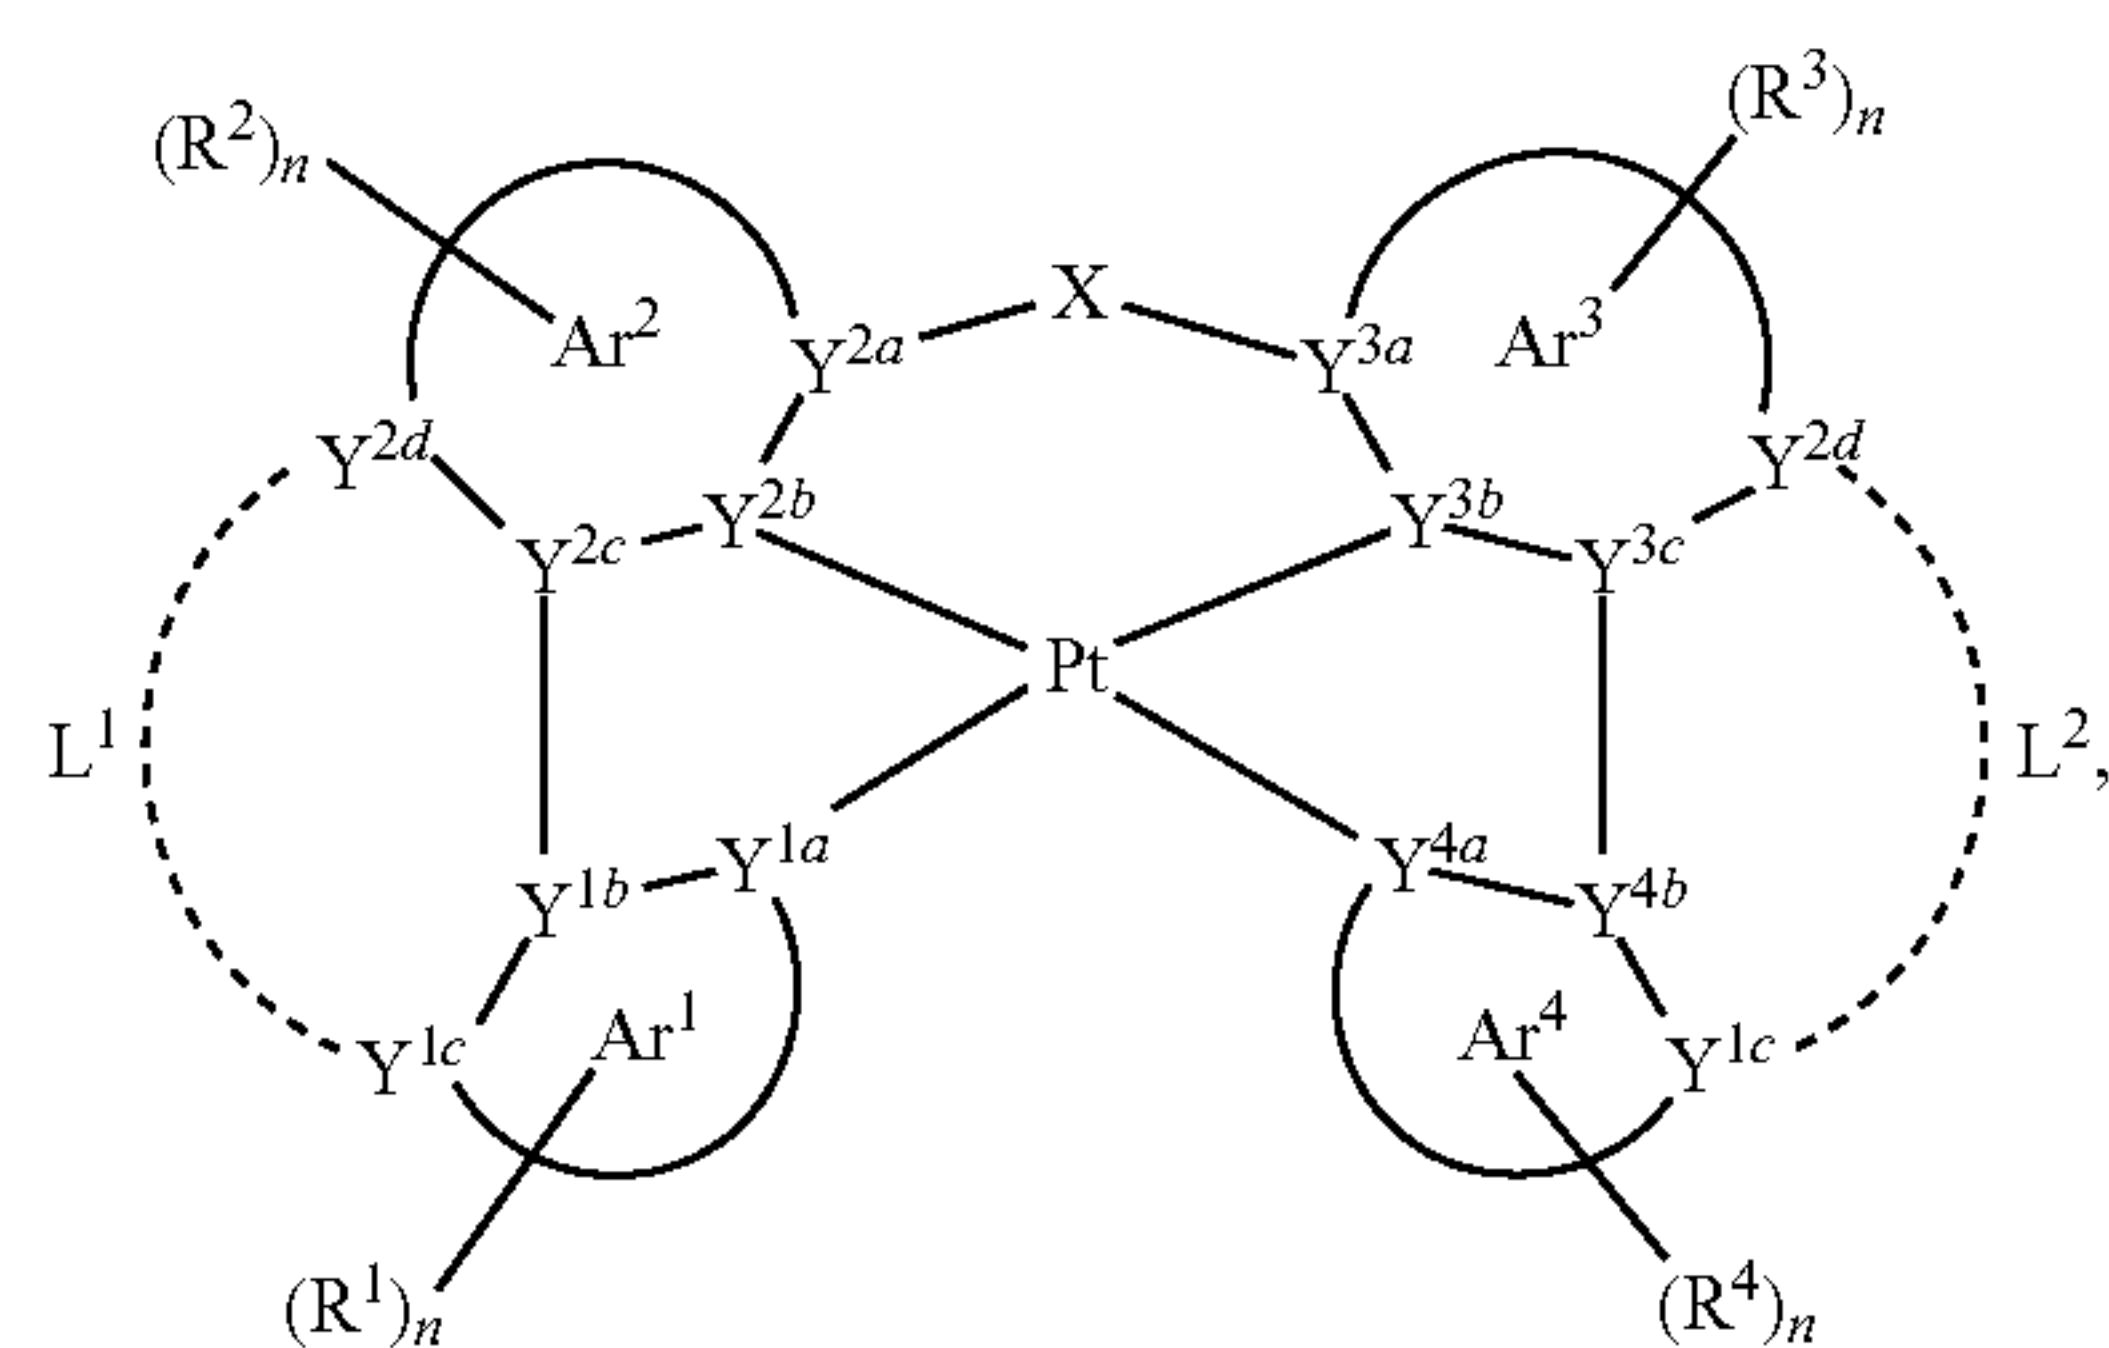 (R³)ₙ
(R²)ₙ
X
Ar² Ar³
Y²ᵃ Y³ᵃ
Y²ᵈ Y²ᵈ
Y²ᵇ Y³ᵇ
Y²ᶜ Y³ᶜ
Pt
L¹ L²,
Y¹ᵃ Y⁴ᵃ
Y¹ᵇ Y⁴ᵇ
Ar¹ Ar⁴
Y¹ᶜ Y¹ᶜ
(R¹)ₙ (R⁴)ₙ